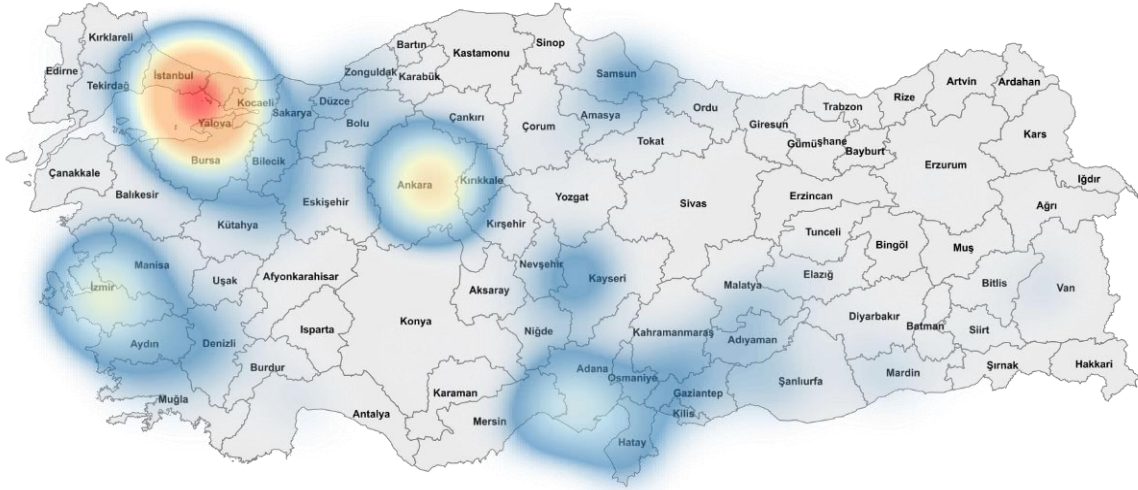 Kırklareli
Edirne
Tekirdağ
İstanbul
Kocaeli
Yalova
Sakarya
Düzce
Zonguldak
Bartın
Karabük
Kastamonu
Sinop
Samsun
Ordu
Giresun
Trabzon
Rize
Artvin
Ardahan
Kars
Iğdır
Çanakkale
Balıkesir
Bursa
Bilecik
Bolu
Çankırı
Çorum
Amasya
Tokat
Gümüşhane
Bayburt
Erzurum
Ağrı
Kütahya
Eskişehir
Ankara
Kırıkkale
Kırşehir
Yozgat
Sivas
Erzincan
Tunceli
Bingöl
Muş
Bitlis
Van
Manisa
İzmir
Uşak
Afyonkarahisar
Aksaray
Nevşehir
Kayseri
Malatya
Elazığ
Diyarbakır
Batman
Siirt
Aydın
Denizli
Isparta
Konya
Niğde
Kahramanmaraş
Adıyaman
Şanlıurfa
Mardin
Şırnak
Hakkari
Muğla
Burdur
Antalya
Karaman
Mersin
Adana
Osmaniye
Gaziantep
Kilis
Hatay